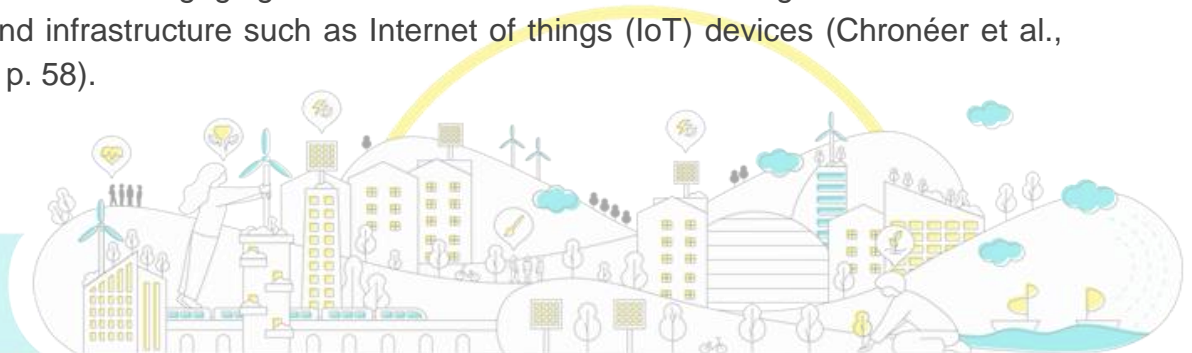 nd infrastructure such as Internet of things (IoT) devices (Chronéer et al.,
p. 58).